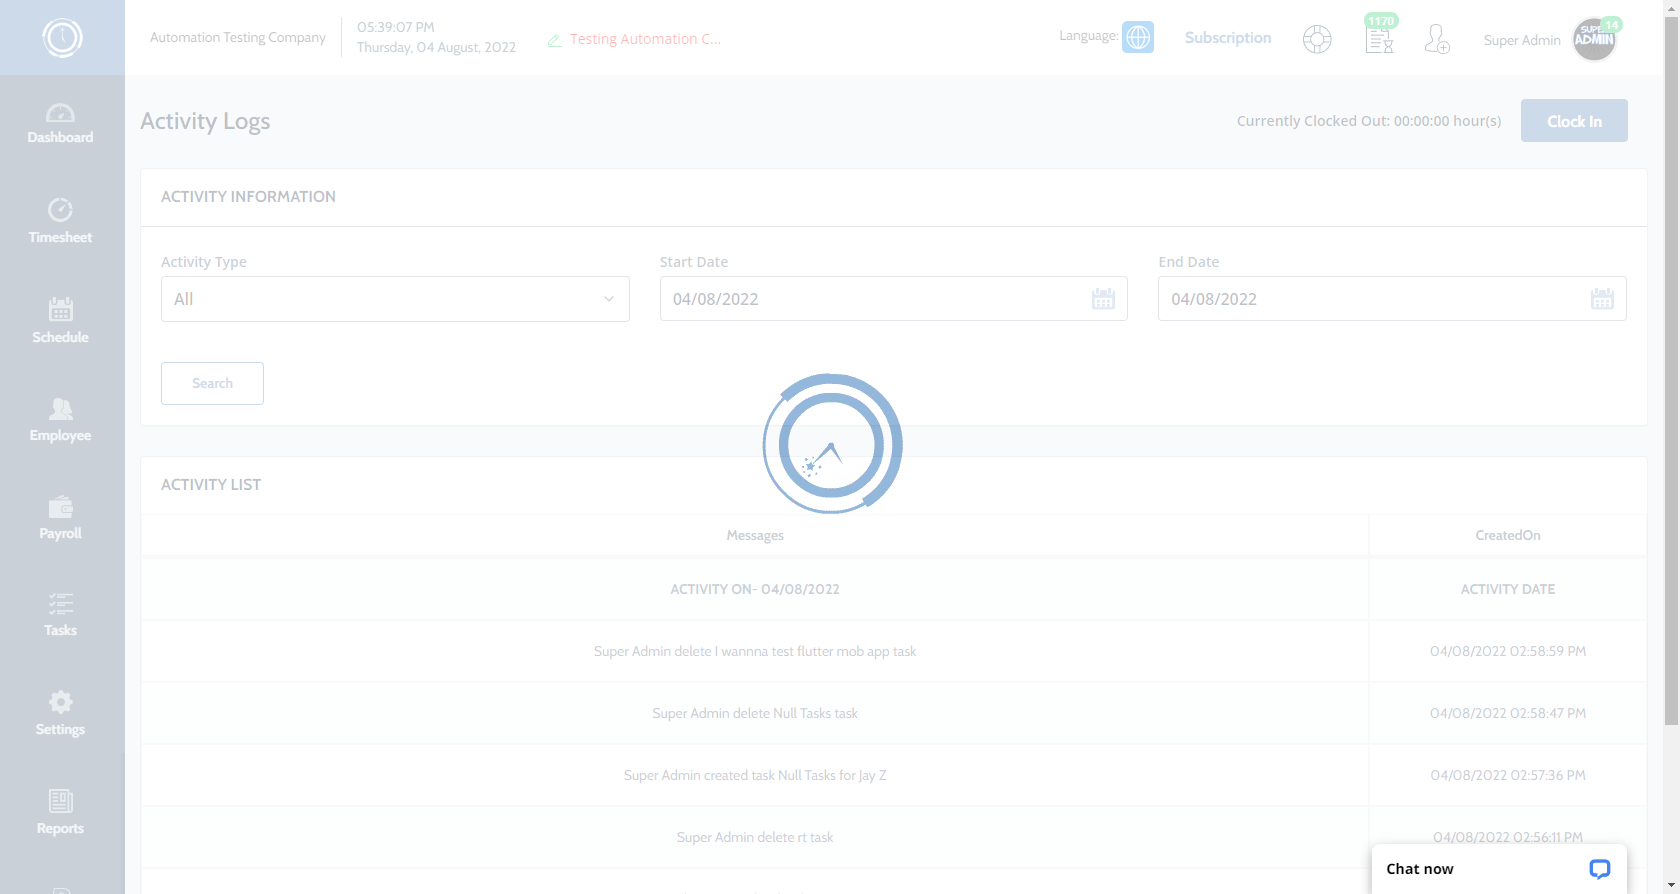 Automation Testing Company
05:39:07 PM
Thursday, 04 August, 2022
Testing Automation C...
Language:
Subscription
1170
Super Admin
SUPER
ADMIN
14
Dashboard
Timesheet
Schedule
Employee
Payroll
Tasks
Settings
Reports
Activity Logs
Currently Clocked Out: 00:00:00 hour(s)
Clock In
ACTIVITY INFORMATION
Activity Type
Start Date
End Date
All
04/08/2022
04/08/2022
Search
ACTIVITY LIST
Messages
CreatedOn
ACTIVITY ON- 04/08/2022
ACTIVITY DATE
Super Admin delete I wannna test flutter mob app task
04/08/2022 02:58:59 PM
Super Admin delete Null Tasks task
04/08/2022 02:58:47 PM
Super Admin created task Null Tasks for Jay Z
04/08/2022 02:57:36 PM
Super Admin delete rt task
04/08/2022 02:56:11 PM
Chat now